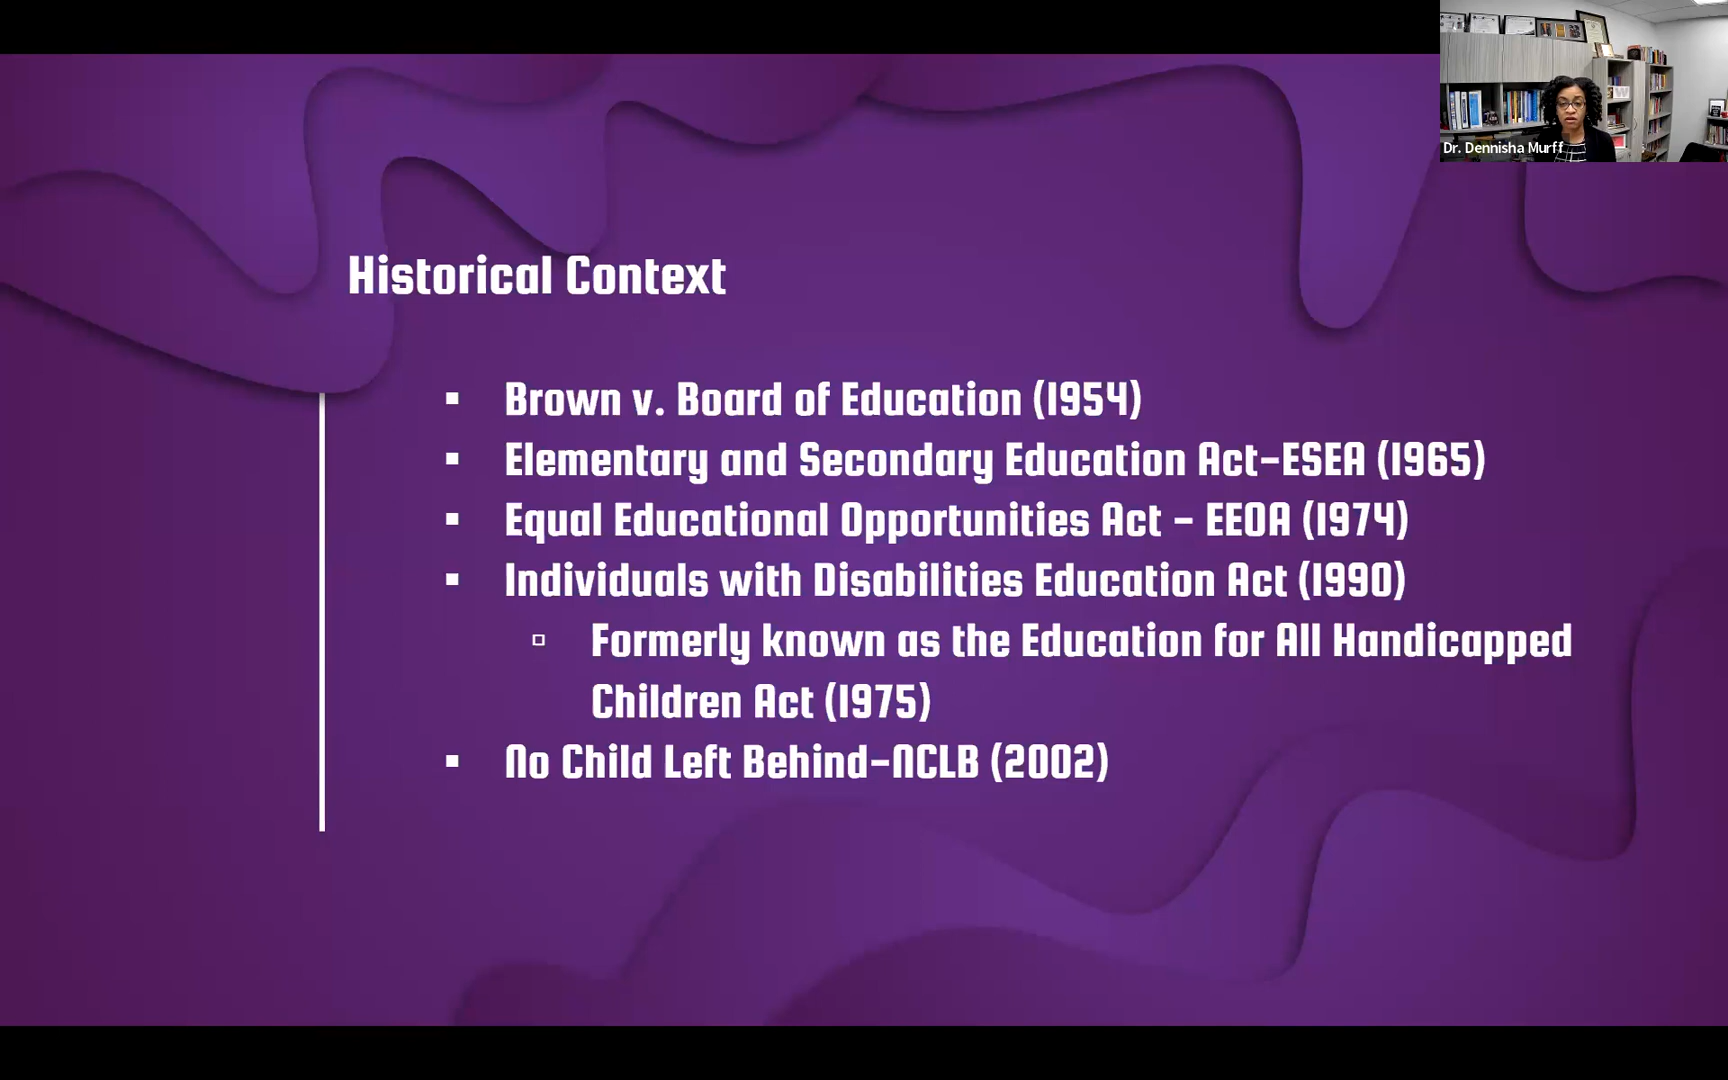 Dr. Dennisha Murff
Historical Context
▪ Brown v. Board of Education (1954)
▪ Elementary and Secondary Education Act-ESEA (1965)
▪ Equal Educational Opportunities Act - EEOA (1974)
▪ Individuals with Disabilities Education Act (1990)
▫ Formerly known as the Education for All Handicapped
Children Act (1975)
▪ No Child Left Behind-NCLB (2002)